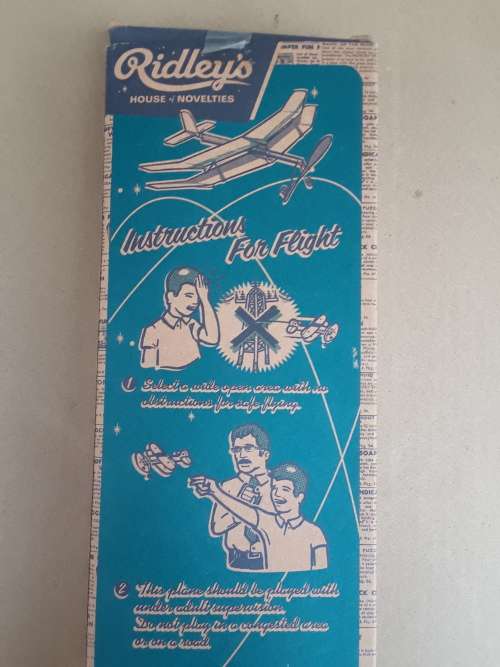 Ridley's
HOUSE of NOVELTIES
Instructions
For Flight
1 Select a wide open area with no
obstructions for safe flying.
2 This plane should be played with
under adult supervision.
Do not play in a congested area
or on a road.